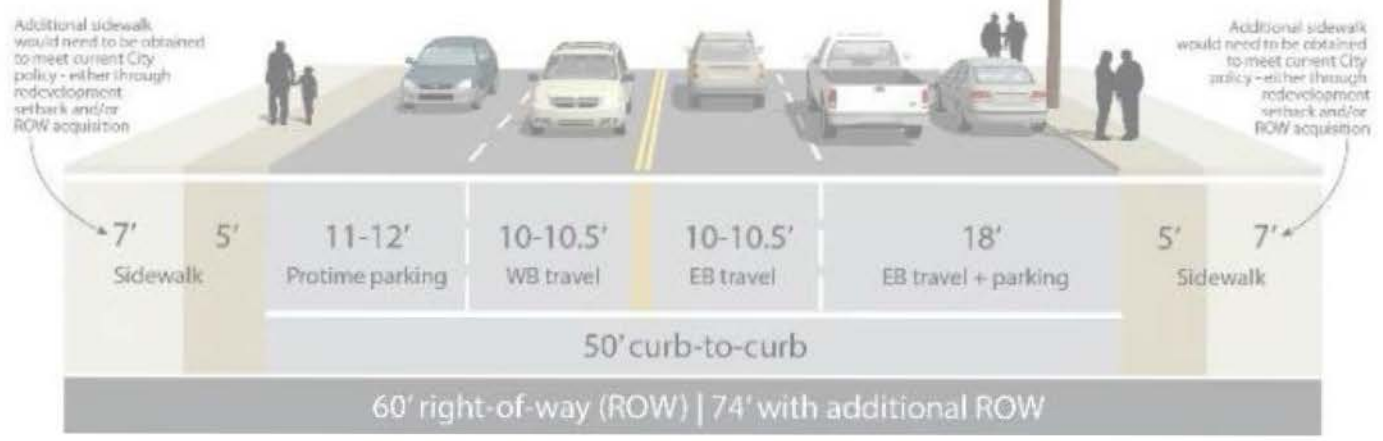 Additional sidewalk
would need to be obtained
to meet current City
policy - either through
redevelopment
setback and/or
ROW acquisition
Additional sidewalk
would need to be obtained
to meet current City
policy - either through
redevelopment
setback and/or
ROW acquisition
7' 5' 11-12' 10-10.5' 10-10.5' 18' 5' 7'
Sidewalk Protime parking WB travel EB travel EB travel + parking Sidewalk
50' curb-to-curb
60' right-of-way (ROW) | 74' with additional ROW